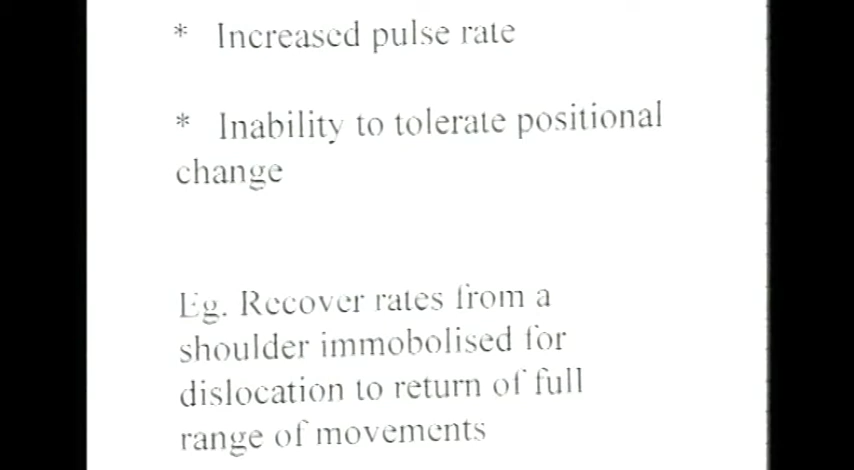 * Increased pulse rate
* Inability to tolerate positional
change
Eg. Recover rates from a
shoulder immobolised for
dislocation to return of full
range of movements